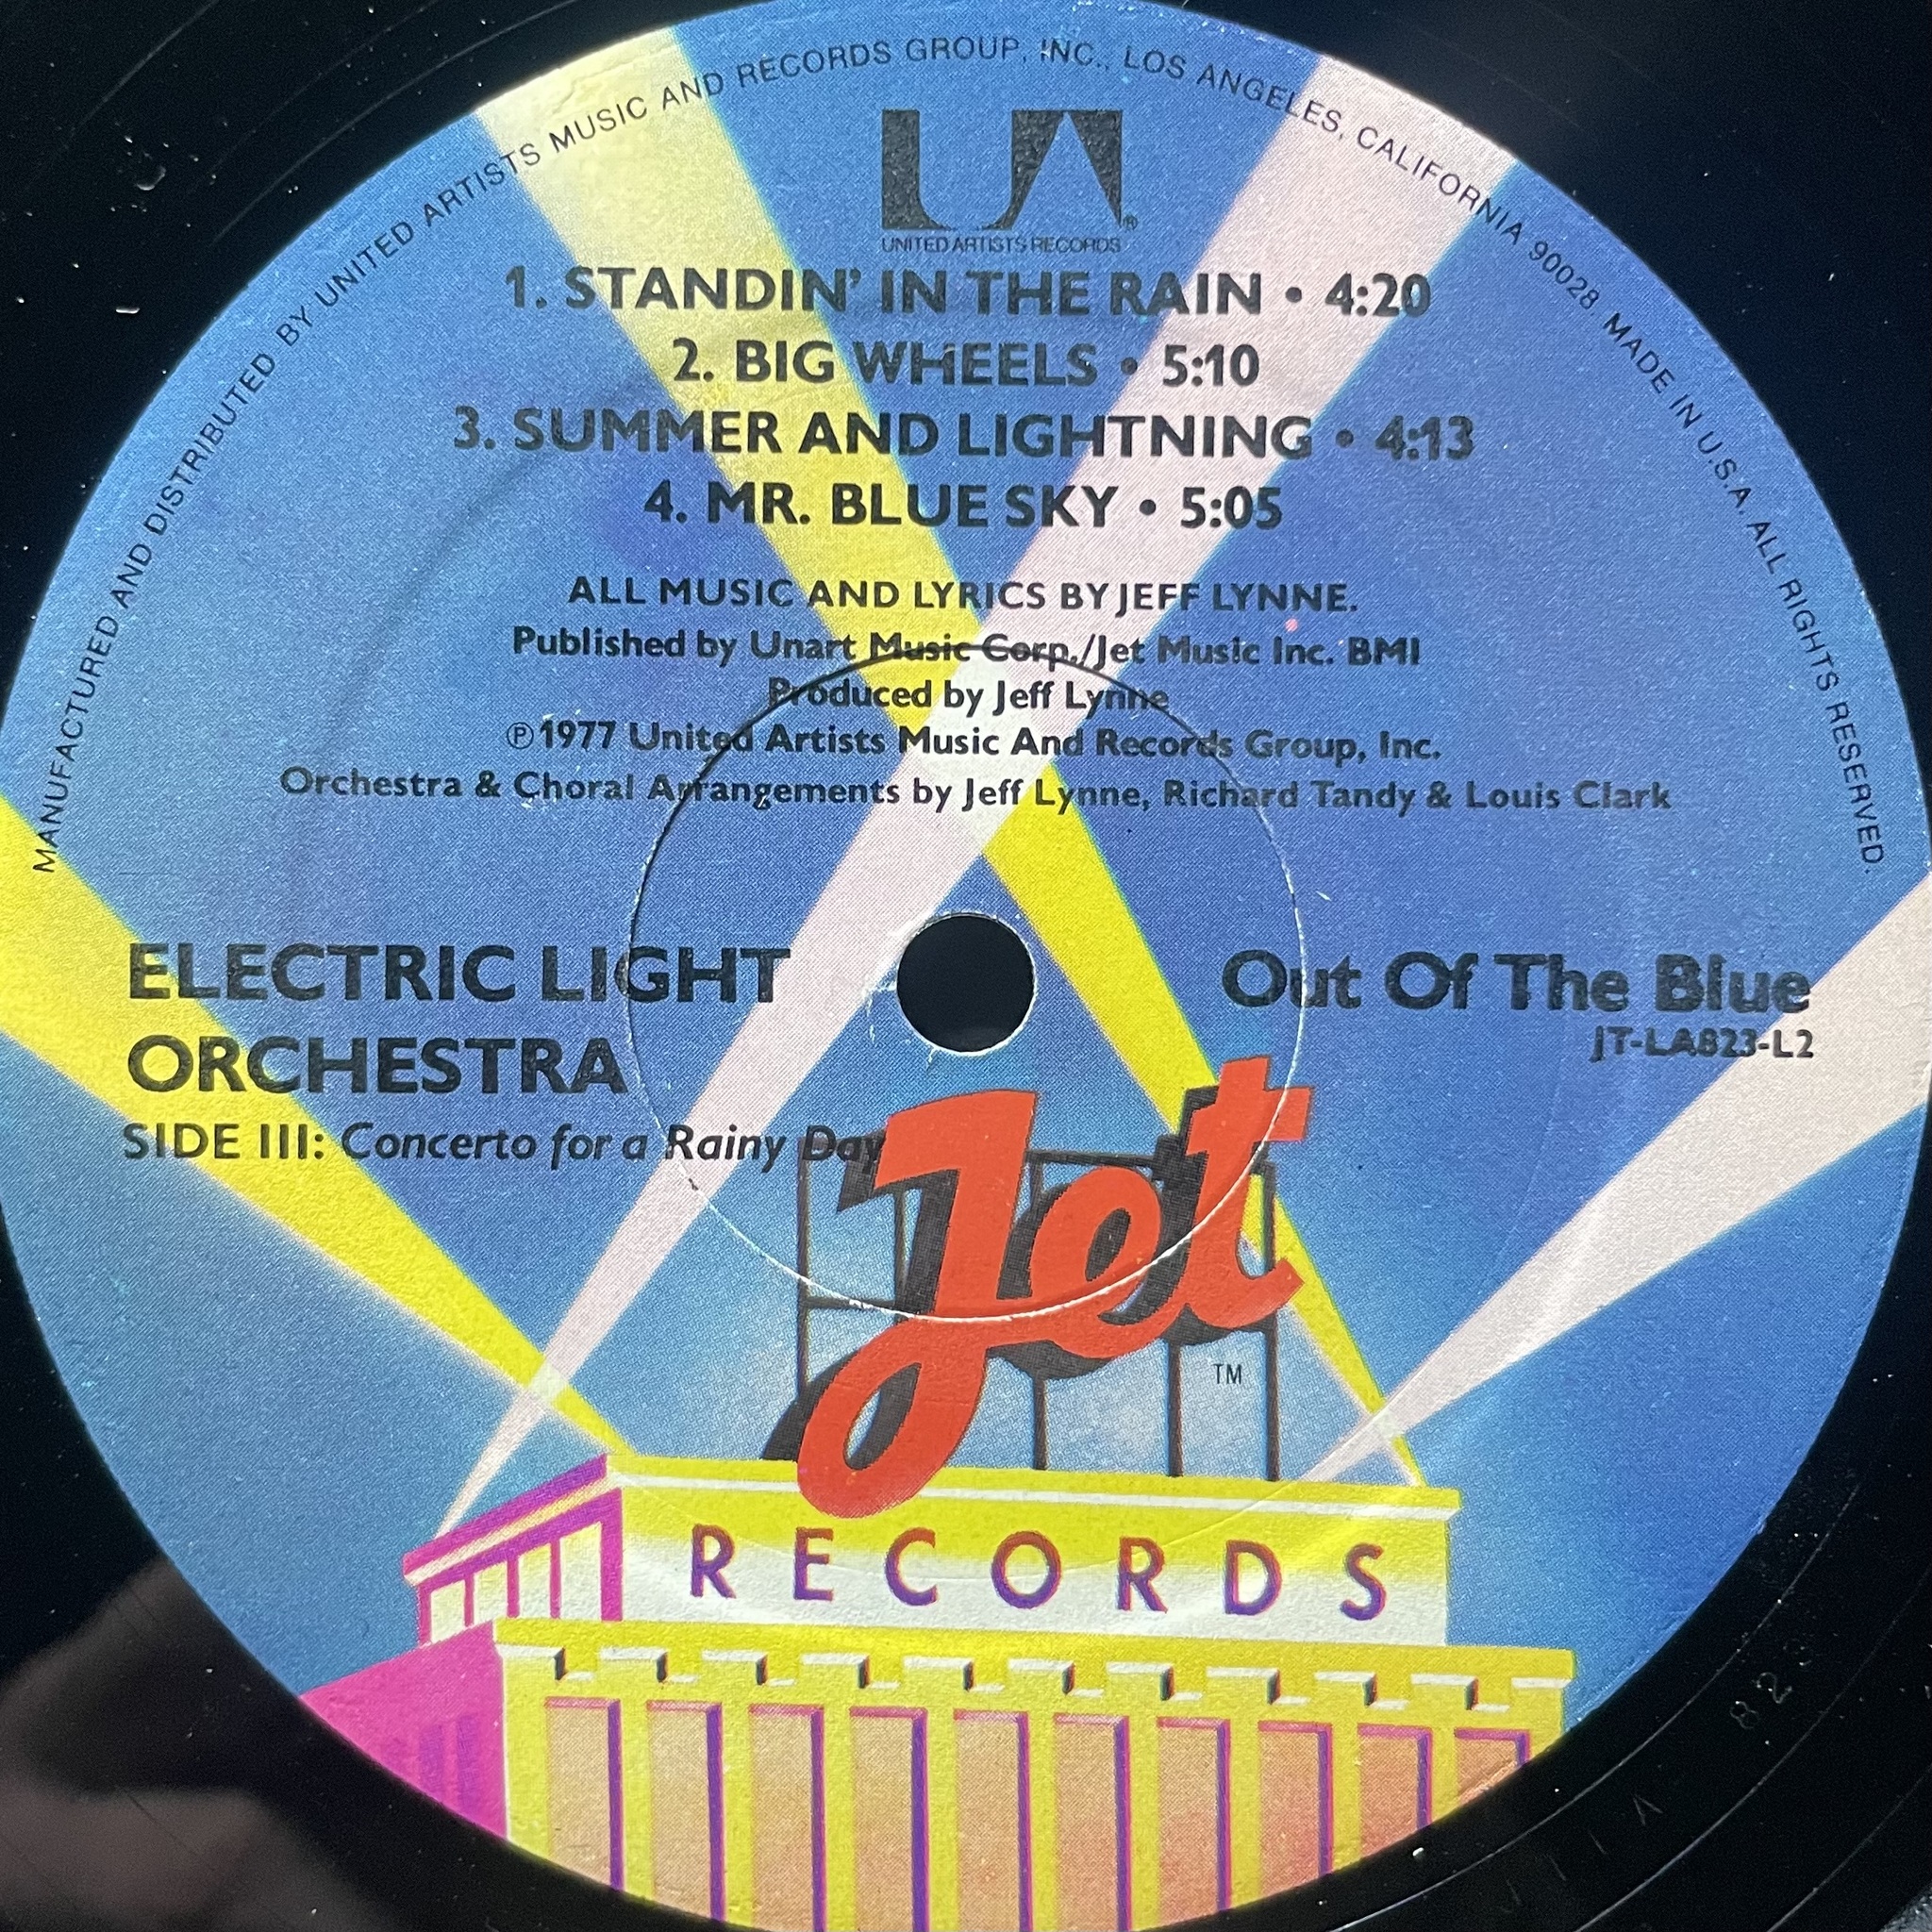 MANUFACTURED AND DISTRIBUTED BY UNITED ARTISTS MUSIC AND RECORDS GROUP, INC., LOS ANGELES, CALIFORNIA 90028. MADE IN U.S.A. ALL RIGHTS RESERVED.
UA®
UNITED ARTISTS RECORDS
1. STANDIN' IN THE RAIN • 4:20
2. BIG WHEELS • 5:10
3. SUMMER AND LIGHTNING • 4:13
4. MR. BLUE SKY • 5:05
ALL MUSIC AND LYRICS BY JEFF LYNNE.
Published by Unart Music Corp./Jet Music Inc. BMI
Produced by Jeff Lynne
℗1977 United Artists Music And Records Group, Inc.
Orchestra & Choral Arrangements by Jeff Lynne, Richard Tandy & Louis Clark
ELECTRIC LIGHT
ORCHESTRA
SIDE III: Concerto for a Rainy Day
Out Of The Blue
JT-LA823-L2
Jet
TM
RECORDS